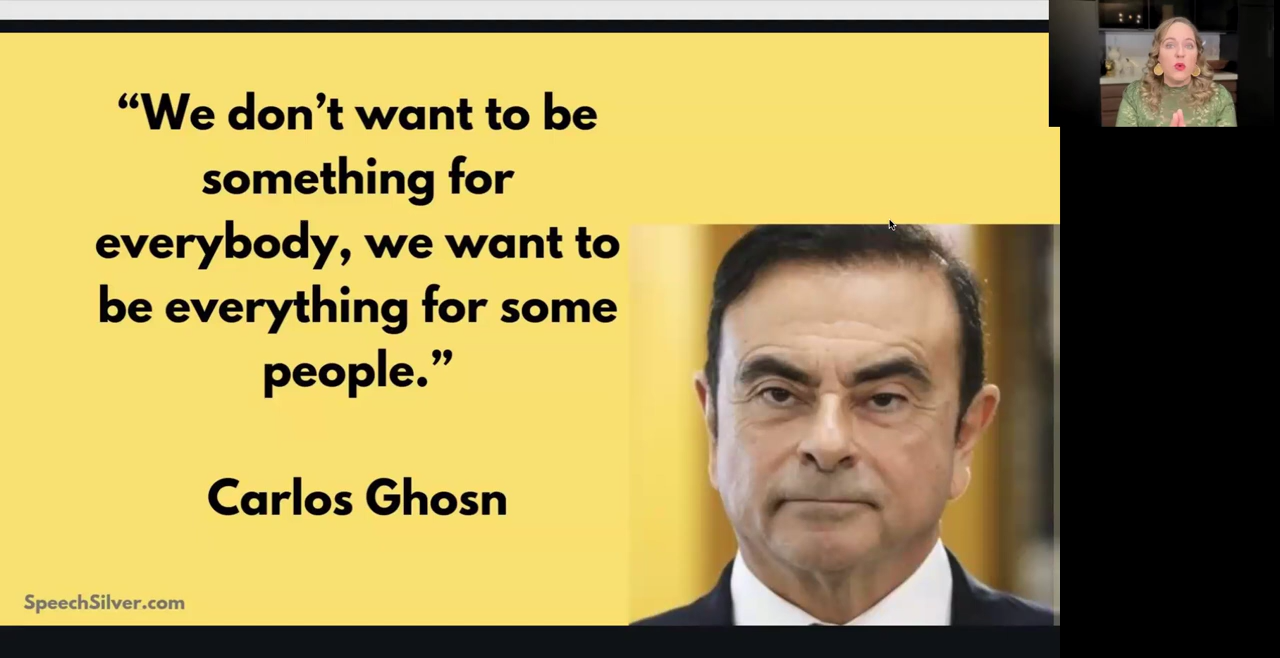 “We don’t want to be
something for
everybody, we want to
be everything for some
people.”
Carlos Ghosn
SpeechSilver.com